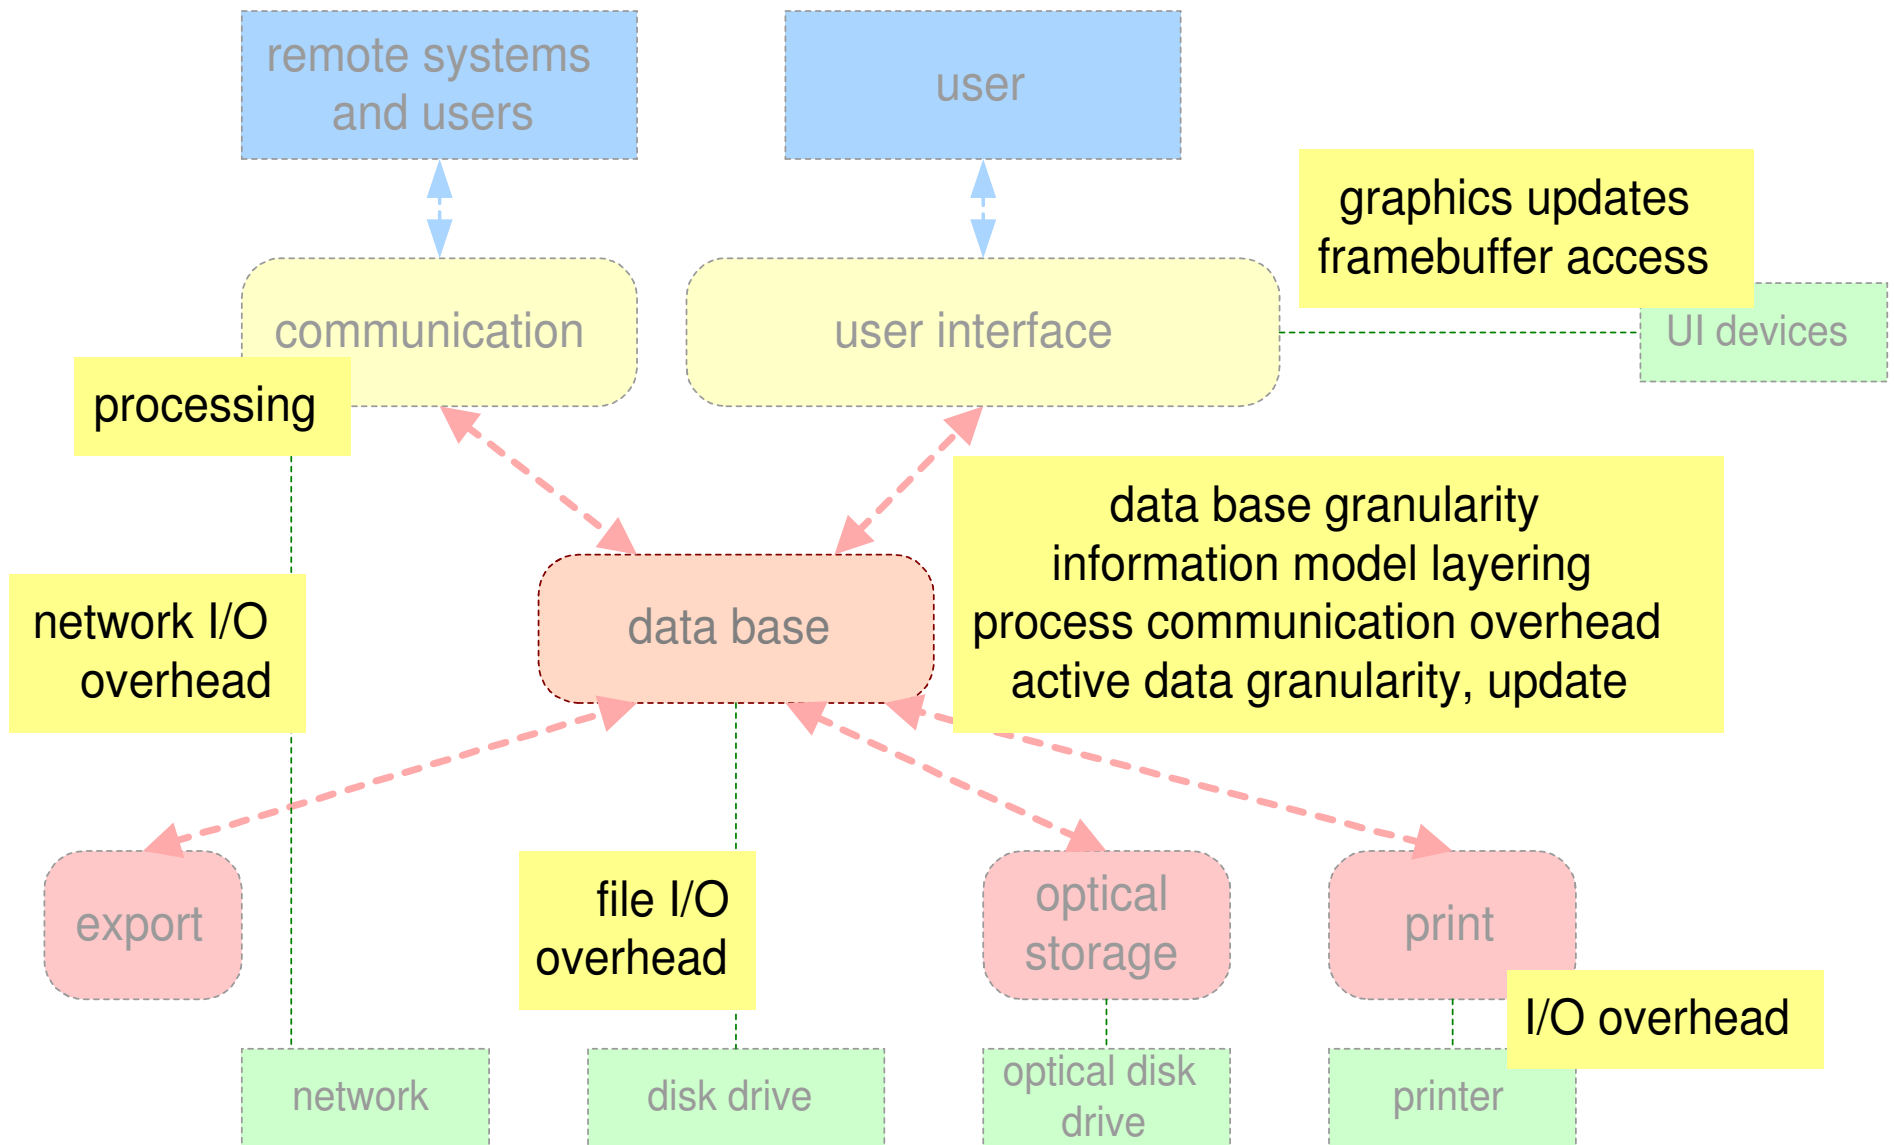 remote systems
and users
user
graphics updates
framebuffer access
communication
user interface
UI devices
processing
data base granularity
information model layering
process communication overhead
active data granularity, update
network I/O
overhead
data base
export
file I/O
overhead
optical
storage
print
I/O overhead
network
disk drive
optical disk
drive
printer